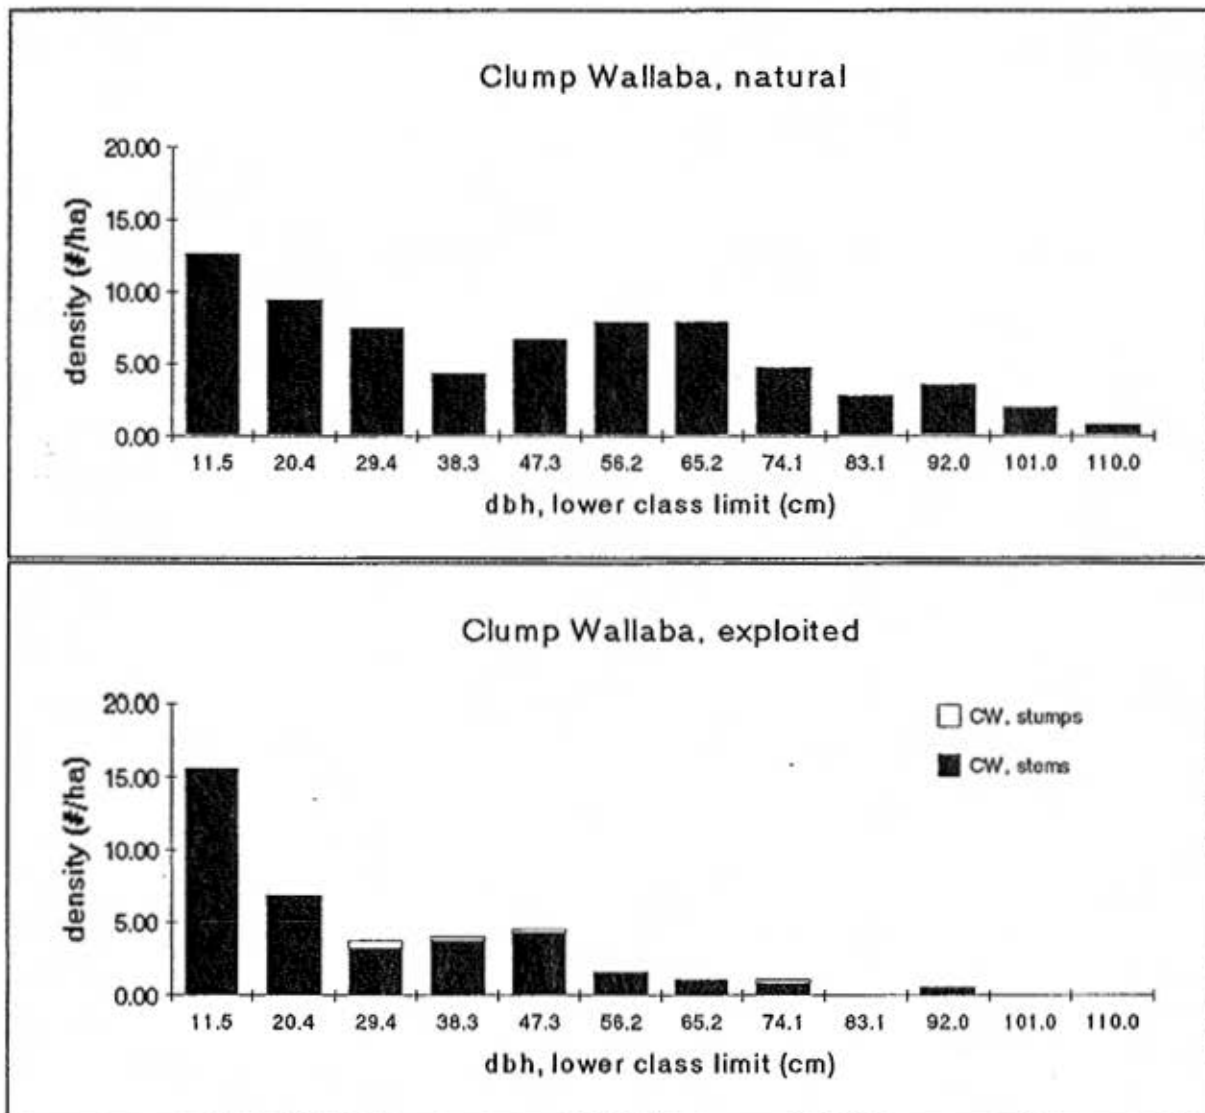 Clump Wallaba, natural
20.00
15.00
10.00
5.00
0.00
density (#/ha)
11.5 20.4 29.4 38.3 47.3 56.2 65.2 74.1 83.1 92.0 101.0 110.0
dbh, lower class limit (cm)
Clump Wallaba, exploited
20.00
15.00
10.00
5.00
0.00
density (#/ha)
CW, stumps
CW, stems
11.5 20.4 29.4 38.3 47.3 56.2 65.2 74.1 83.1 92.0 101.0 110.0
dbh, lower class limit (cm)